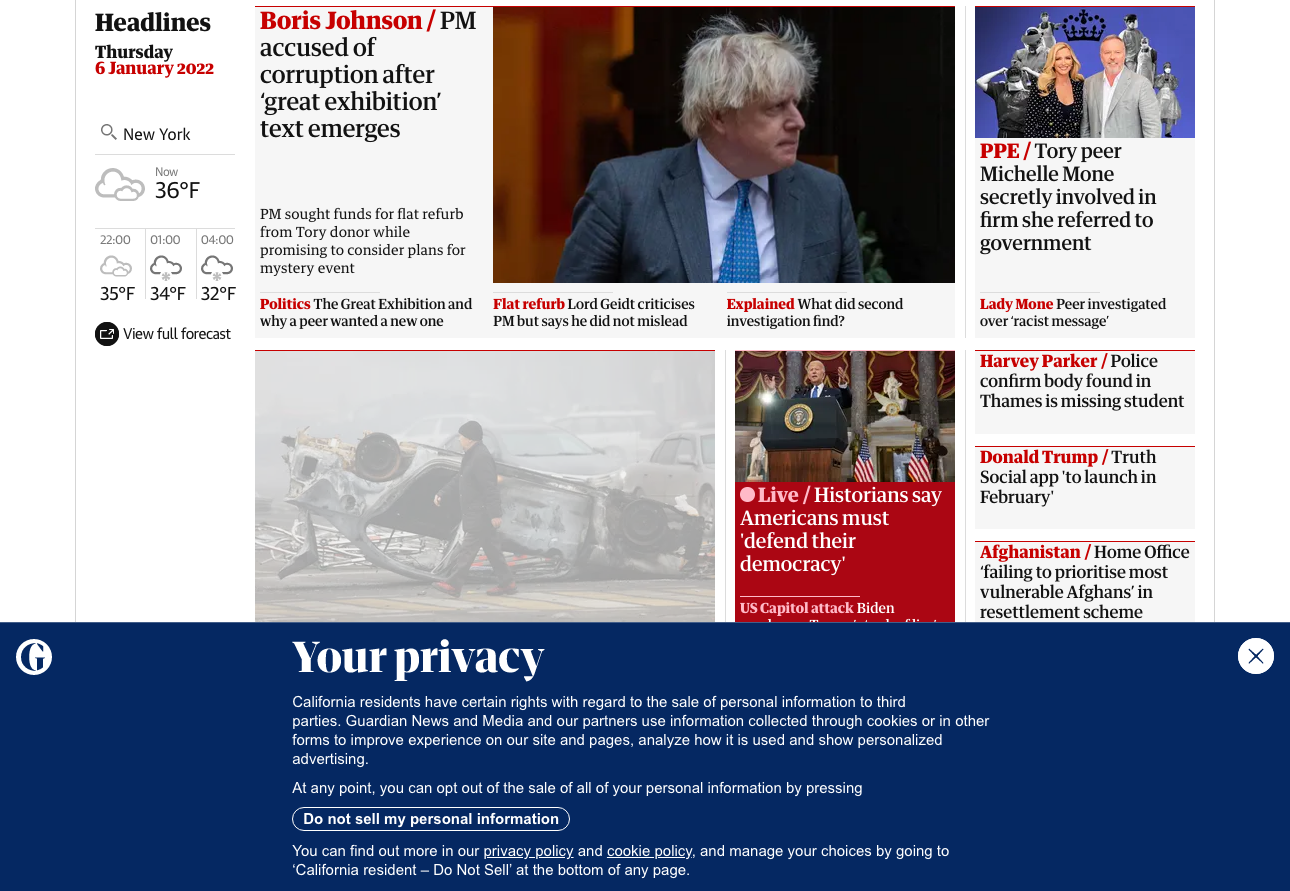 Headlines
Thursday
6 January 2022
New York
Now
36°F
22:00
01:00
04:00
35°F
34°F
32°F
View full forecast
Boris Johnson / PM
accused of
corruption after
‘great exhibition’
text emerges
PM sought funds for flat refurb
from Tory donor while
promising to consider plans for
mystery event
Politics The Great Exhibition and
why a peer wanted a new one
Flat refurb Lord Geidt criticises
PM but says he did not mislead
Explained What did second
investigation find?
PPE / Tory peer
Michelle Mone
secretly involved in
firm she referred to
government
Lady Mone Peer investigated
over ‘racist message’
Live / Historians say
Americans must
'defend their
democracy'
US Capitol attack Biden
Harvey Parker / Police
confirm body found in
Thames is missing student
Donald Trump / Truth
Social app 'to launch in
February'
Afghanistan / Home Office
‘failing to prioritise most
vulnerable Afghans’ in
resettlement scheme
Your privacy
California residents have certain rights with regard to the sale of personal information to third
parties. Guardian News and Media and our partners use information collected through cookies or in other
forms to improve experience on our site and pages, analyze how it is used and show personalized
advertising.
At any point, you can opt out of the sale of all of your personal information by pressing
Do not sell my personal information
You can find out more in our privacy policy and cookie policy, and manage your choices by going to
‘California resident – Do Not Sell’ at the bottom of any page.